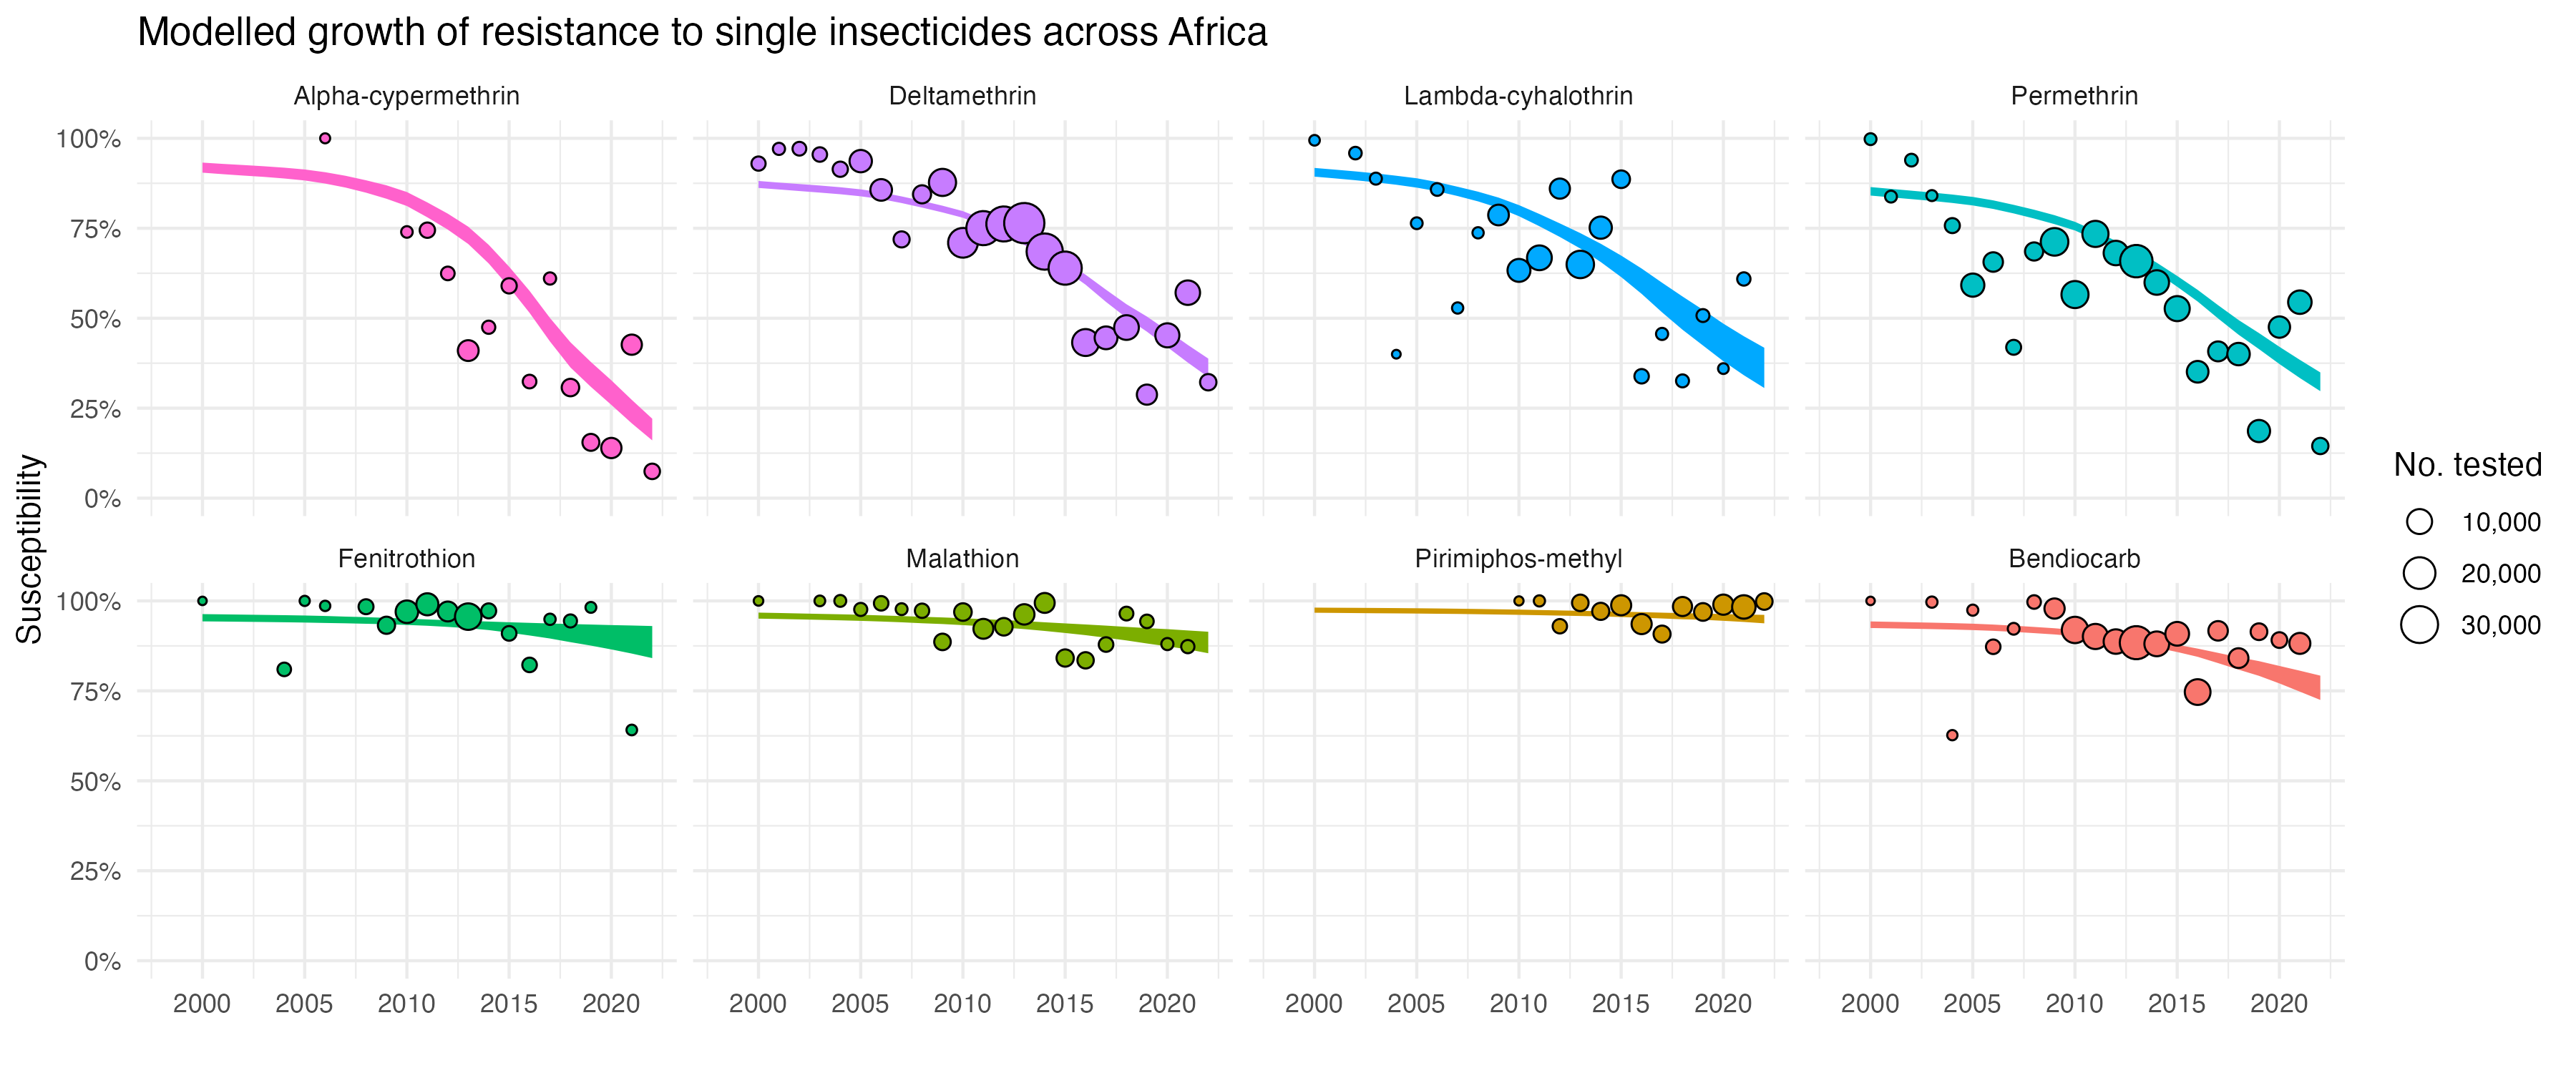 Modelled growth of resistance to single insecticides across Africa
Alpha-cypermethrin
Deltamethrin
Lambda-cyhalothrin
Permethrin
100%
75%
50%
25%
0%
Susceptibility
Fenitrothion
Malathion
Pirimiphos-methyl
Bendiocarb
100%
75%
50%
25%
0%
2000 2005 2010 2015 2020
2000 2005 2010 2015 2020
2000 2005 2010 2015 2020
2000 2005 2010 2015 2020
No. tested
10,000
20,000
30,000